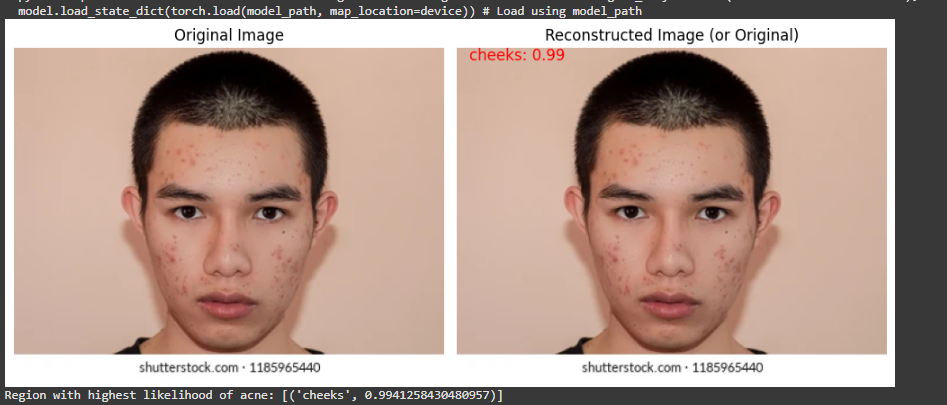 model.load_state_dict(torch.load(model_path, map_location=device)) # Load using model_path
Original Image
Reconstructed Image (or Original)
cheeks: 0.99
shutterstock.com · 1185965440
shutterstock.com · 1185965440
Region with highest likelihood of acne: [('cheeks', 0.9941258430480957)]